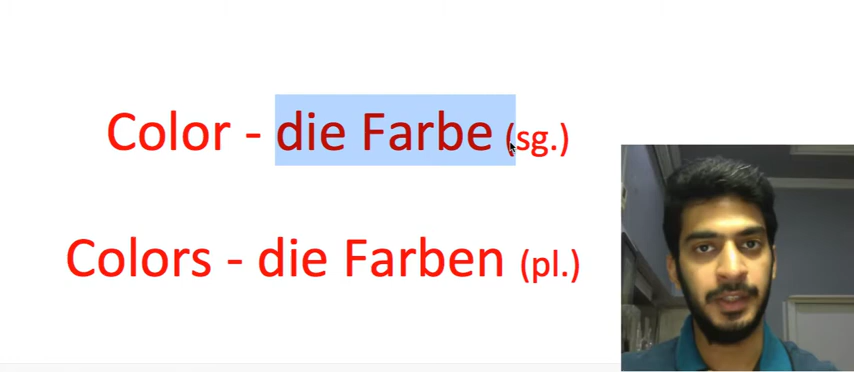 Color - die Farbe (sg.)
Colors - die Farben (pl.)